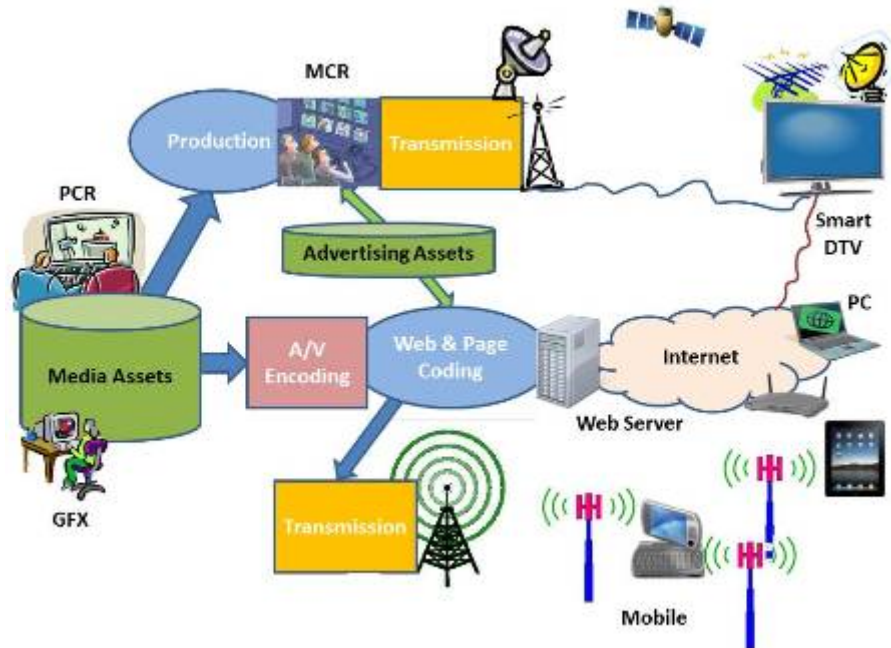 MCR
Production
Transmission
PCR
Advertising Assets
Smart
DTV
PC
Media Assets
A/V
Encoding
Web & Page
Coding
Internet
Web Server
GFX
Transmission
Mobile